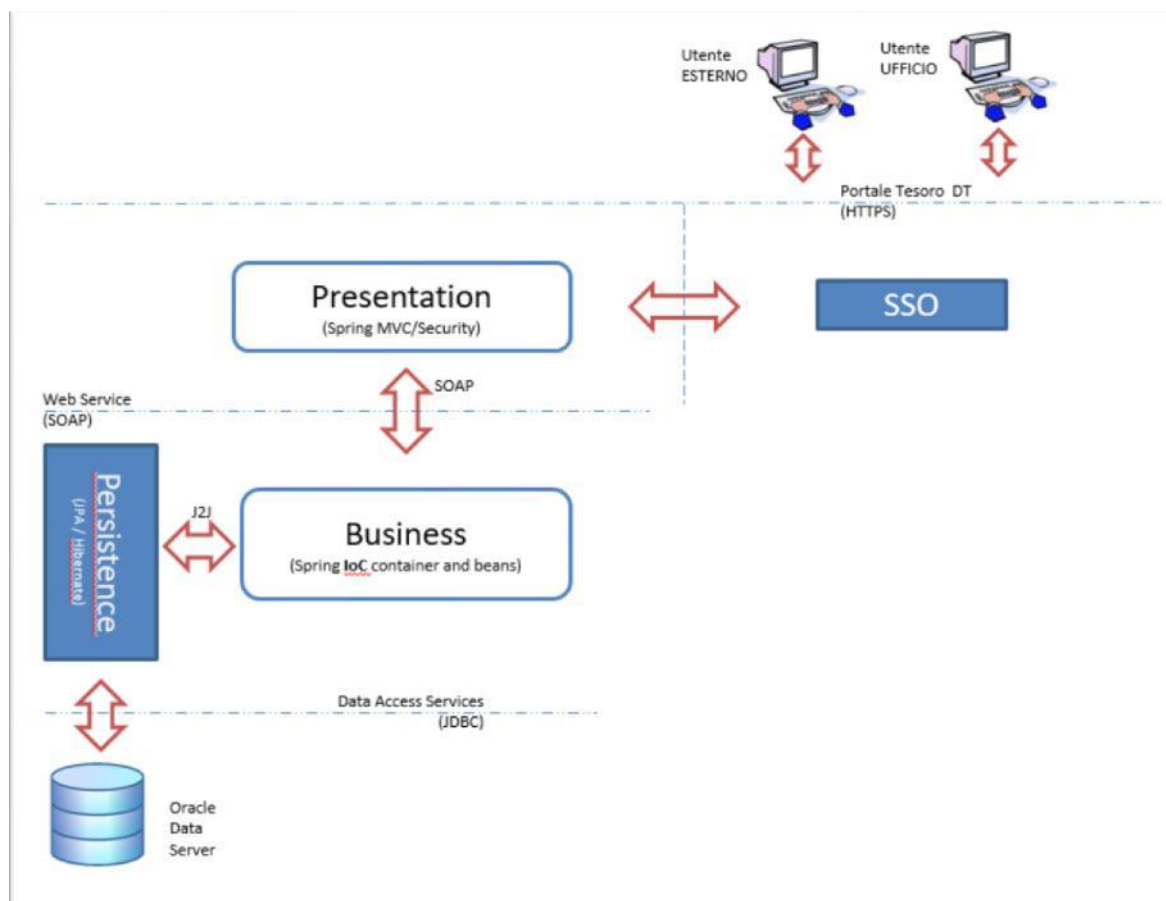 Utente
ESTERNO
Utente
UFFICIO
Portale Tesoro DT
(HTTPS)
Presentation
(Spring MVC/Security)
SSO
SOAP
Web Service
(SOAP)
Persistence
(JPA / Hibernate)
J2J
Business
(Spring IoC container and beans)
Data Access Services
(JDBC)
Oracle
Data
Server